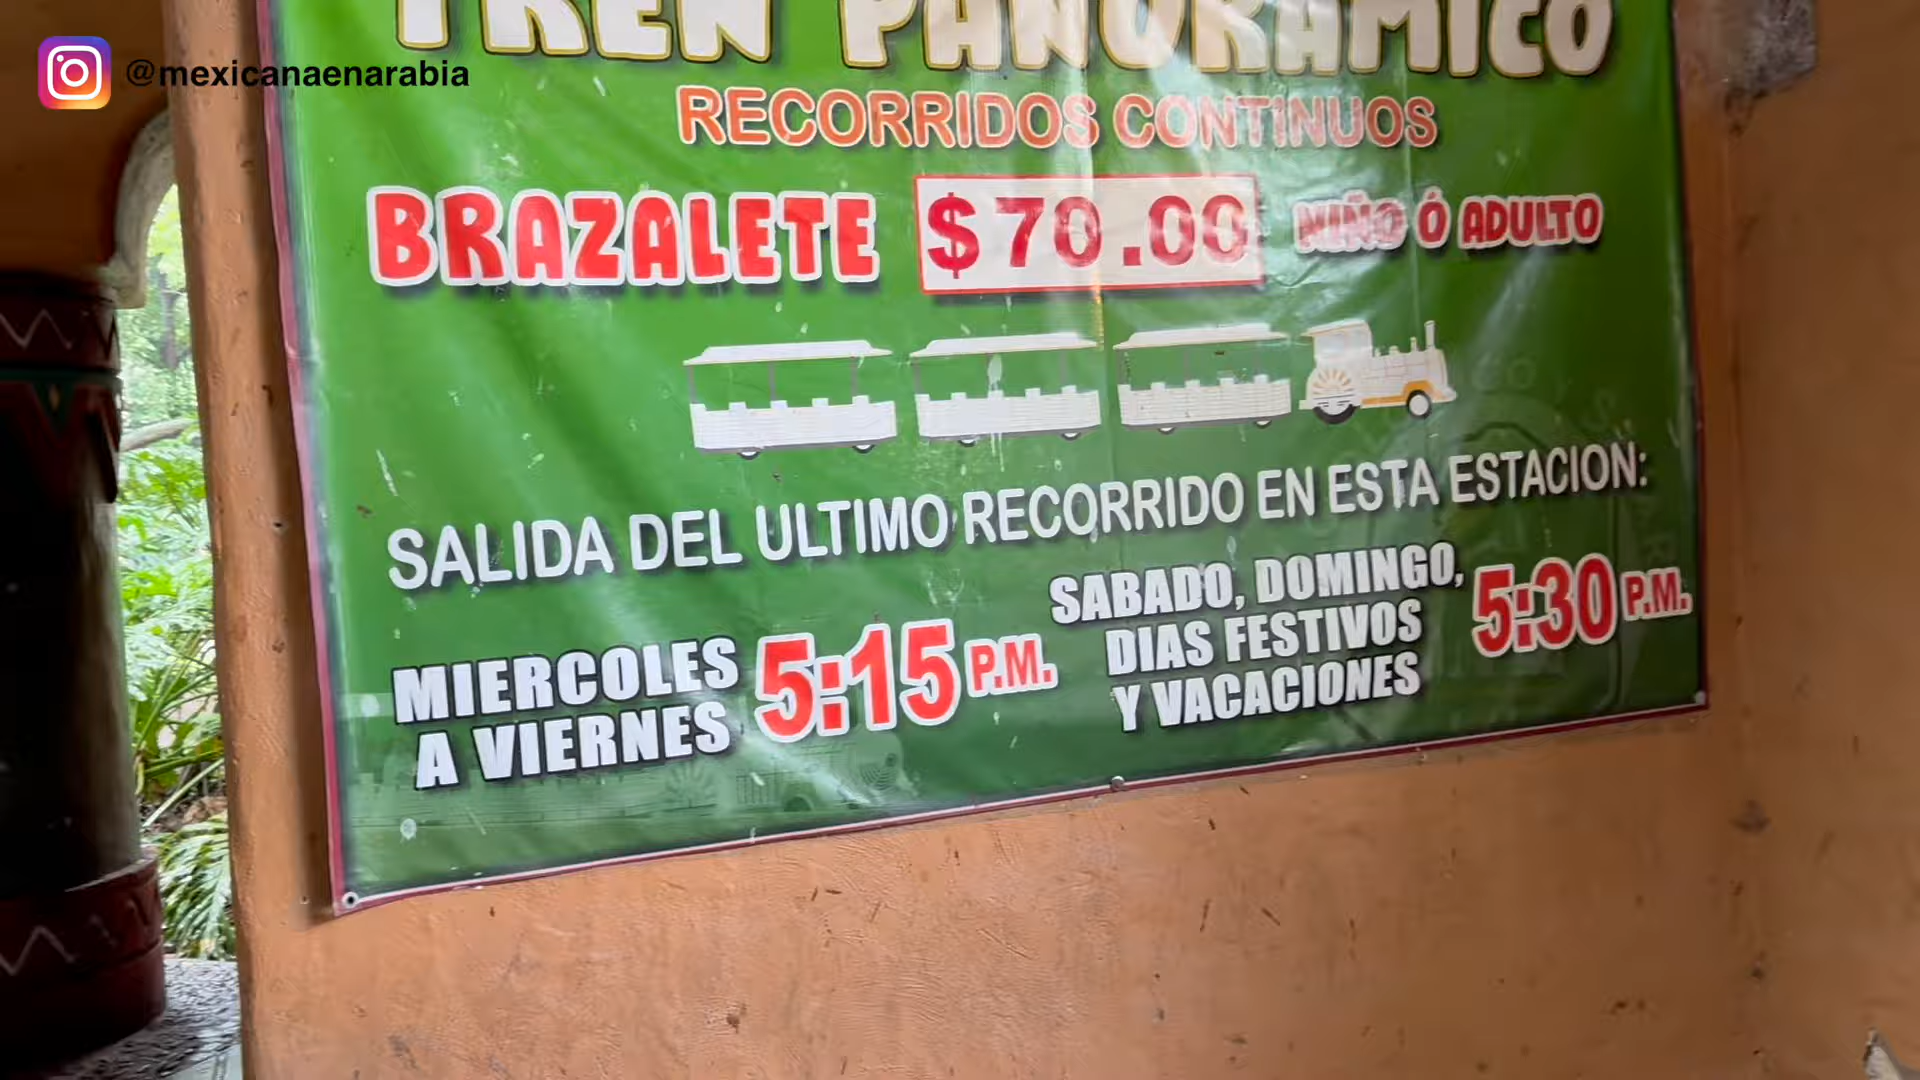 @mexicanaenarabia
TREN PANORÁMICO
RECORRIDOS CONTINUOS
BRAZALETE $70.00 NIÑO Ó ADULTO
SALIDA DEL ULTIMO RECORRIDO EN ESTA ESTACION:
MIERCOLES
A VIERNES
5:15 P.M.
SABADO, DOMINGO,
DIAS FESTIVOS
Y VACACIONES
5:30 P.M.